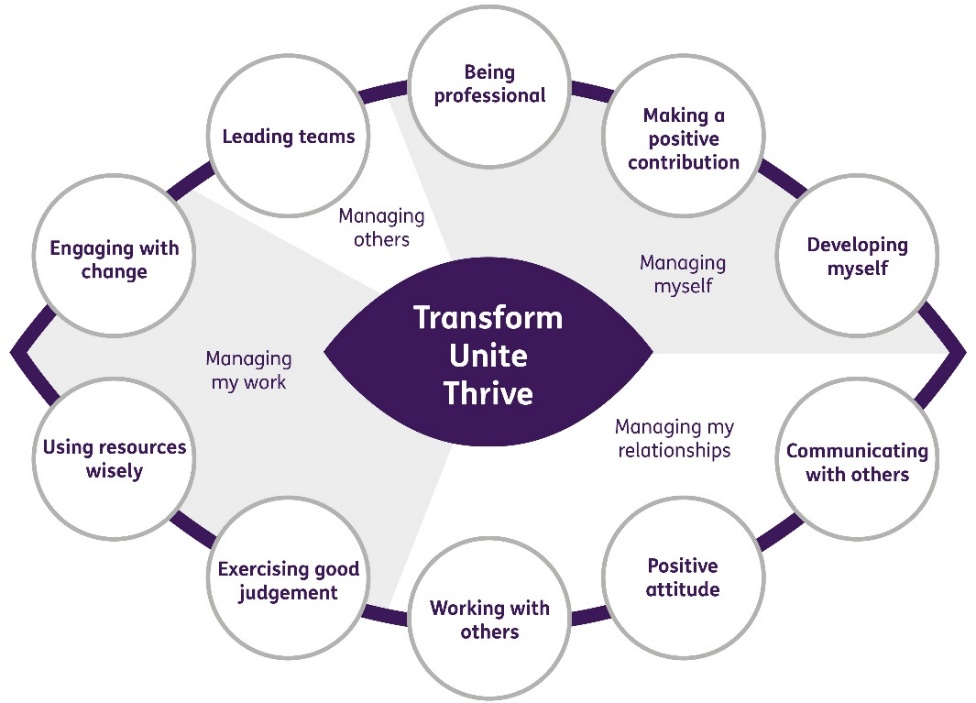 Being
professional
Making a
positive
contribution
Developing
myself
Communicating
with others
Positive
attitude
Working with
others
Exercising good
judgement
Using resources
wisely
Engaging with
change
Leading teams
Managing
others
Managing
myself
Managing my
relationships
Managing
my work
Transform
Unite
Thrive